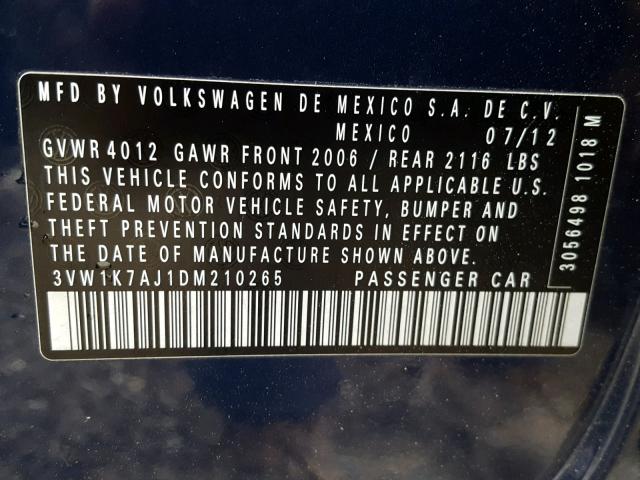 MFD BY VOLKSWAGEN DE MEXICO S.A. DE C.V.
MEXICO 07/12
GVWR 4012 GAWR FRONT 2006 / REAR 2116 LBS
THIS VEHICLE CONFORMS TO ALL APPLICABLE U.S.
FEDERAL MOTOR VEHICLE SAFETY, BUMPER AND
THEFT PREVENTION STANDARDS IN EFFECT ON
THE DATE OF MANUFACTURE SHOWN ABOVE.
3VW1K7AJ1DM210265 PASSENGER CAR
3056498 1018 M